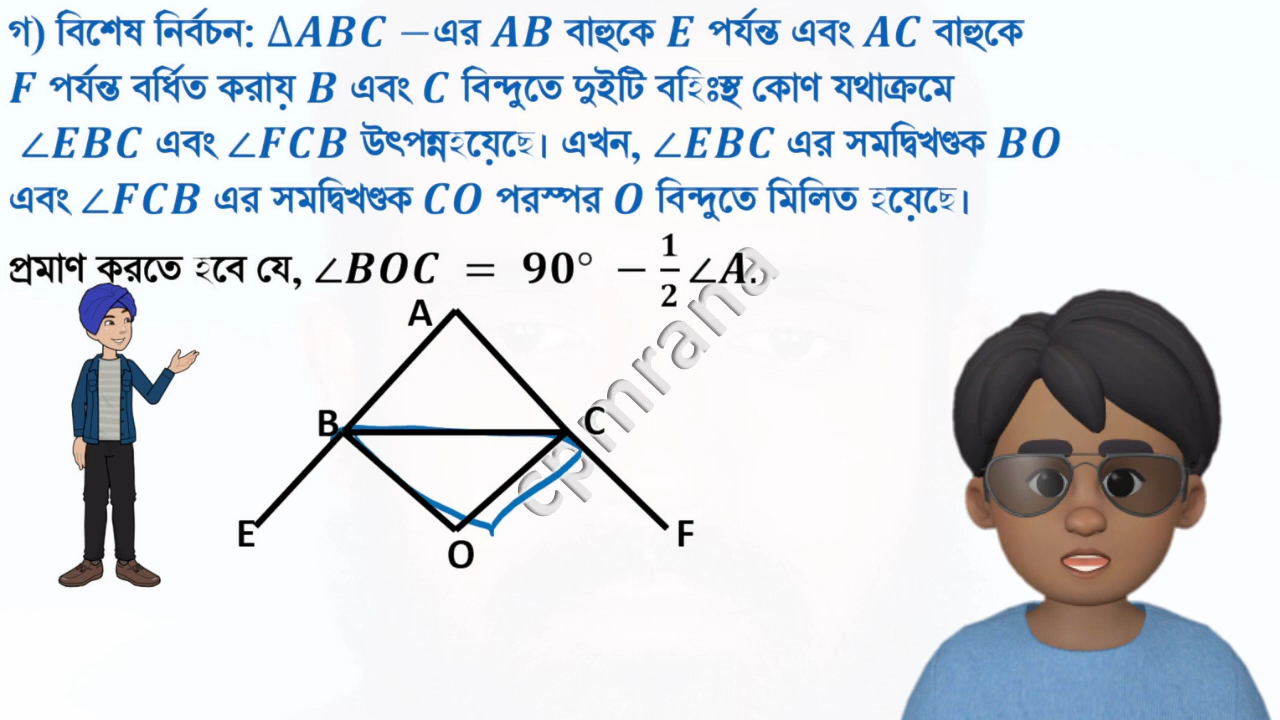 গ) বিশেষ নির্বচন: ΔABC −এর AB বাহুকে E পর্যন্ত এবং AC বাহুকে
F পর্যন্ত বর্ধিত করায় B এবং C বিন্দুতে দুইটি বহিঃস্থ কোণ যথাক্রমে
∠EBC এবং ∠FCB উৎপন্নহয়েছে। এখন, ∠EBC এর সমদ্বিখণ্ডক BO
এবং ∠FCB এর সমদ্বিখণ্ডক CO পরস্পর O বিন্দুতে মিলিত হয়েছে।
প্রমাণ করতে হবে যে, ∠BOC = 90° − 1/2 ∠A.
A
B
C
E
O
F
cpmrana